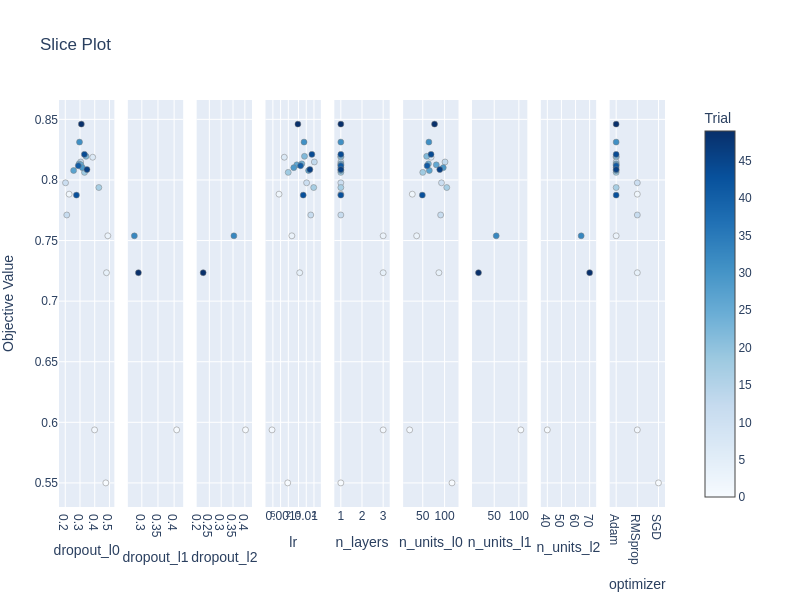 Slice Plot
Trial
Objective Value
0.85
0.8
0.75
0.7
0.65
0.6
0.55
45
40
35
30
25
20
15
10
5
0
0.2 0.3 0.4 0.5
0.3 0.35 0.4
0.2 0.25 0.3 0.35 0.4
1 2 3
50 100
50 100
40 50 60 70
Adam RMSprop SGD
dropout_l0
dropout_l1
dropout_l2
lr
n_layers
n_units_l0
n_units_l1
n_units_l2
optimizer